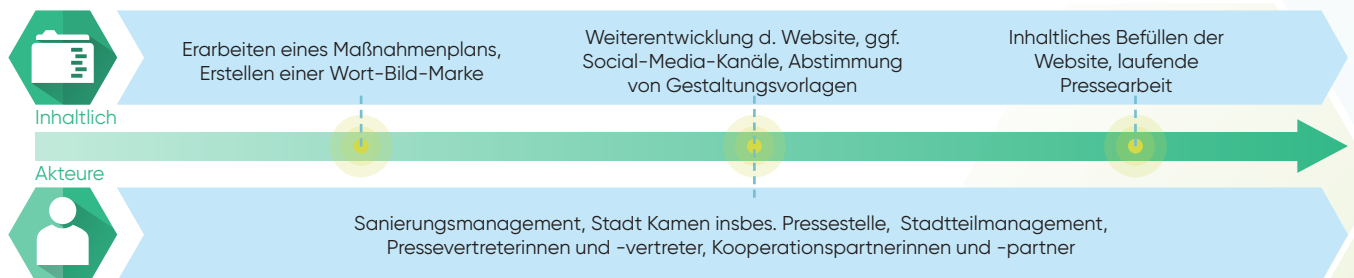 Erarbeiten eines Maßnahmenplans,
Erstellen einer Wort-Bild-Marke
Weiterentwicklung d. Website, ggf.
Social-Media-Kanäle, Abstimmung
von Gestaltungsvorlagen
Inhaltliches Befüllen der
Website, laufende
Pressearbeit
Inhaltlich
Akteure
Sanierungsmanagement, Stadt Kamen insbes. Pressestelle, Stadtteilmanagement,
Pressevertreterinnen und -vertreter, Kooperationspartnerinnen und -partner